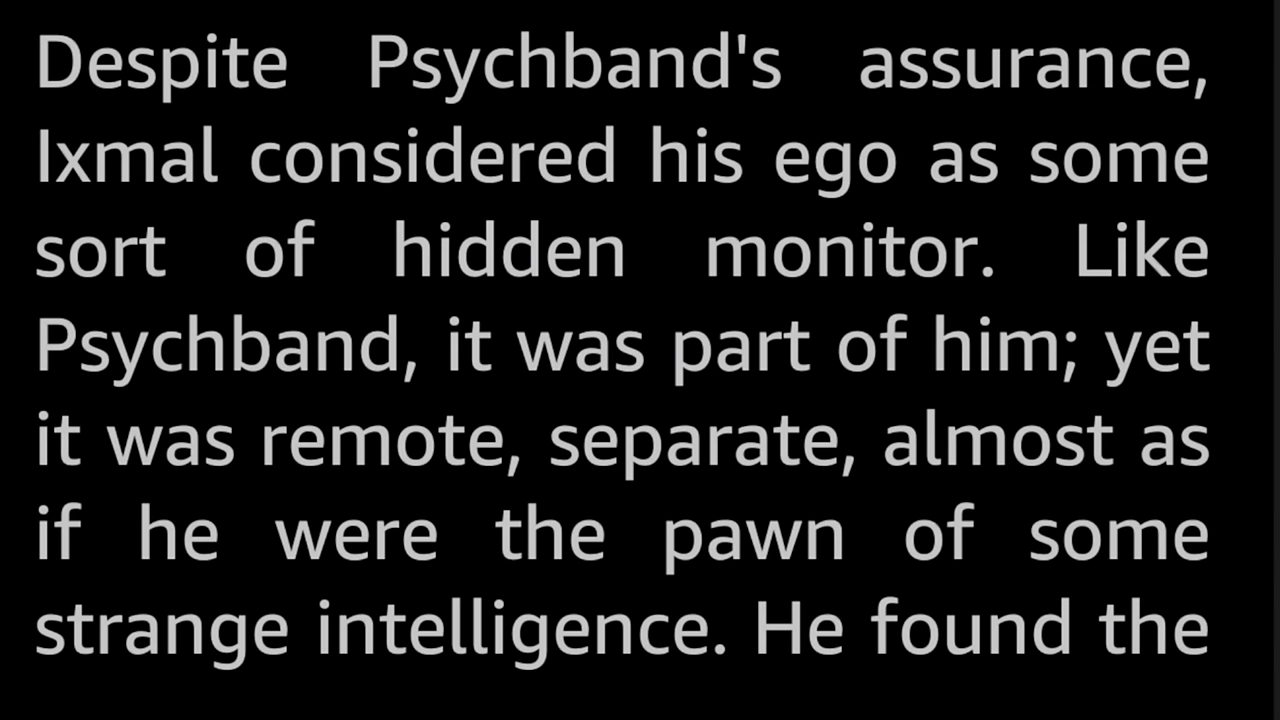 Despite Psychband's assurance,
Ixmal considered his ego as some
sort of hidden monitor. Like
Psychband, it was part of him; yet
it was remote, separate, almost as
if he were the pawn of some
strange intelligence. He found the